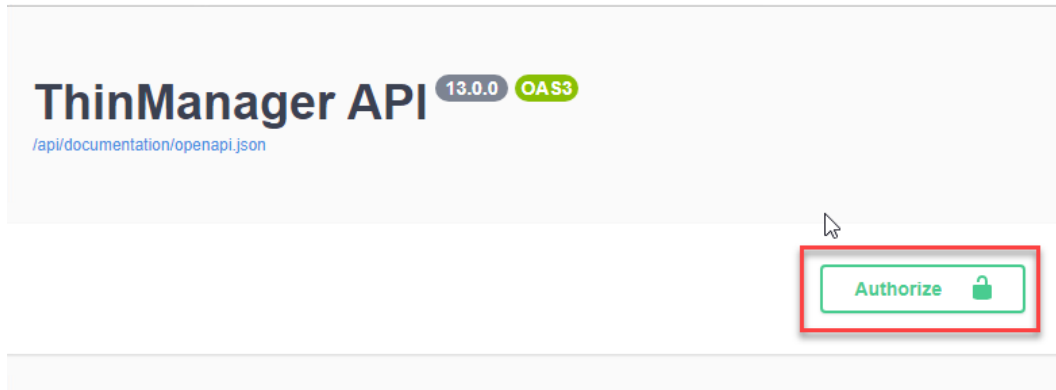 ThinManager API 13.0.0 OAS3
/api/documentation/openapi.json
Authorize